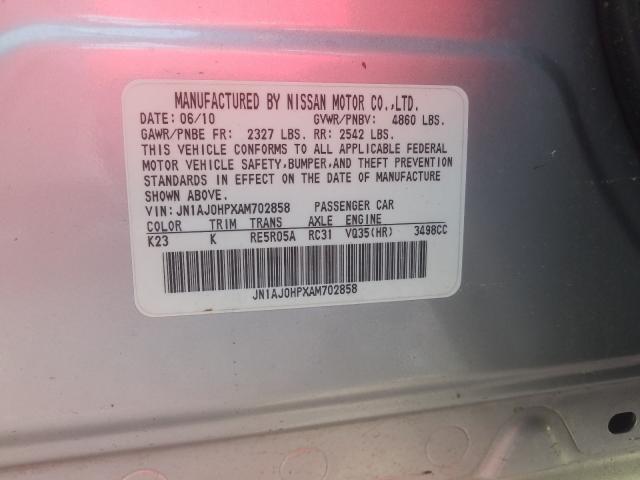 MANUFACTURED BY NISSAN MOTOR CO.,LTD.
DATE: 06/10 GVWR/PNBV: 4860 LBS.
GAWR/PNBE FR: 2327 LBS. RR: 2542 LBS.
THIS VEHICLE CONFORMS TO ALL APPLICABLE FEDERAL
MOTOR VEHICLE SAFETY,BUMPER,AND THEFT PREVENTION
STANDARDS IN EFFECT ON THE DATE OF MANUFACTURE
SHOWN ABOVE.
VIN: JN1AJ0HPXAM702858 PASSENGER CAR
COLOR TRIM TRANS AXLE ENGINE
K23 K RE5R05A RC31 VQ35(HR) 3498CC
JN1AJ0HPXAM702858